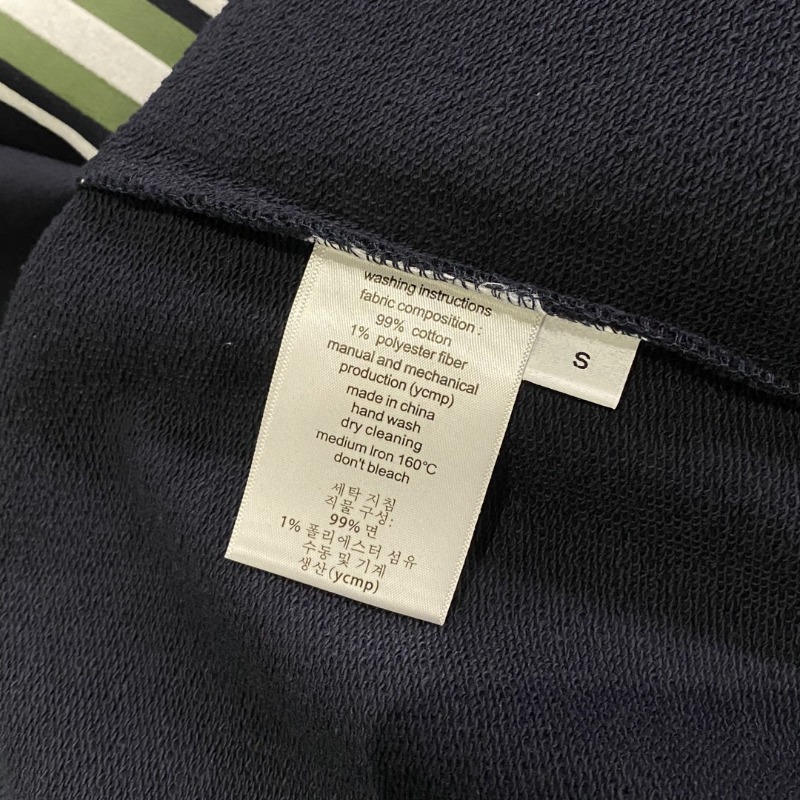 washing instructions
fabric composition :
99% cotton
1% polyester fiber
manual and mechanical
production (ycmp)
made in china
hand wash
dry cleaning
medium Iron 160°C
don't bleach
세탁 지침
직물 구성:
99% 면
1% 폴리에스터 섬유
수동 및 기계
생산(ycmp)
S